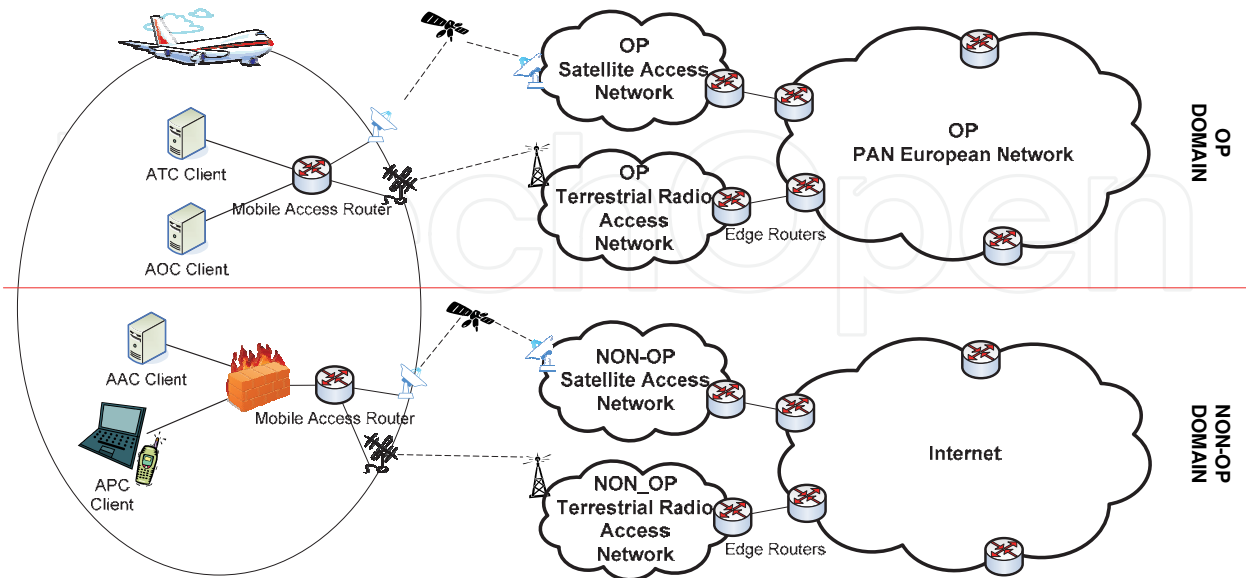 OP
Satellite Access
Network
OP
PAN European Network
OP
DOMAIN
ATC Client
Mobile Access Router
AOC Client
OP
Terrestrial Radio
Access
Network
Edge Routers
AAC Client
Mobile Access Router
APC
Client
NON-OP
Satellite Access
Network
Internet
NON-OP
DOMAIN
NON_OP
Terrestrial Radio
Access
Network
Edge Routers